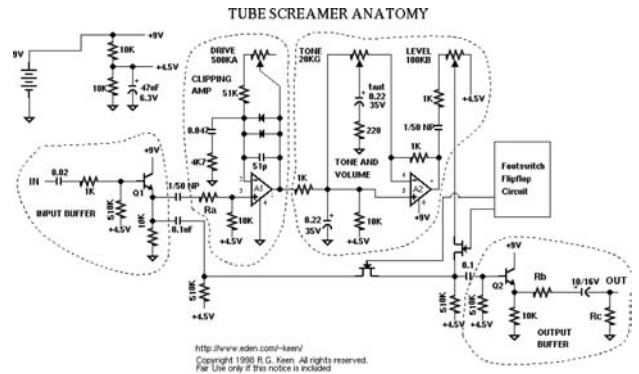 TUBE SCREAMER ANATOMY
+9V
9V
10K
+4.5V
10K
47uF
6.3V
DRIVE
500KA
CLIPPING
AMP
51K
0.047
4K7
51p
A1
TONE
20KG
tant
0.22
35V
220
TONE AND
VOLUME
LEVEL
100KB
1K
+4.5V
1/50 NP
1K
A2
+9V
Footswitch
Flipflop
Circuit
IN
0.02
1K
INPUT BUFFER
510K
+4.5V
+9V
Q1
10K
1/50 NP
0.1uF
Ra
10K
+4.5V
1K
0.22
35V
10K
+4.5V
510K
+4.5V
510K
+4.5V
0.1
510K
+4.5V
+9V
Q2
10K
Rb
10/16V
OUT
Rc
OUTPUT
BUFFER
http://www.eden.com/~keen/
Copyright 1998 R.G. Keen All rights reserved.
Fair Use only if this notice is included